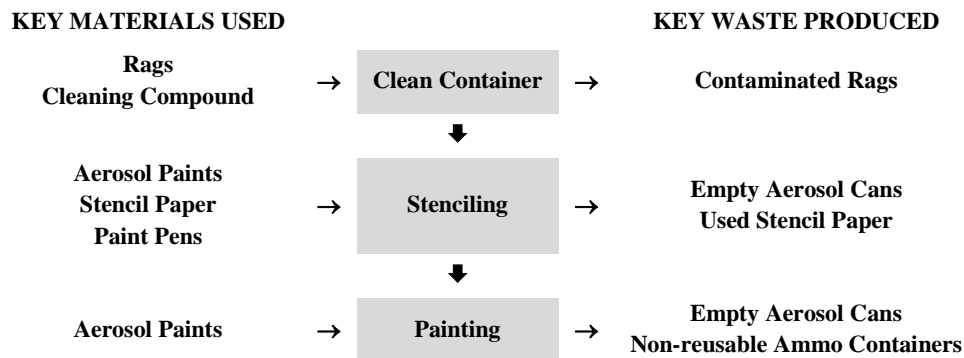 KEY MATERIALS USED
KEY WASTE PRODUCED
Rags
Cleaning Compound
→ Clean Container →
Contaminated Rags
Aerosol Paints
Stencil Paper
Paint Pens
→ Stenciling →
Empty Aerosol Cans
Used Stencil Paper
Aerosol Paints
→ Painting →
Empty Aerosol Cans
Non-reusable Ammo Containers